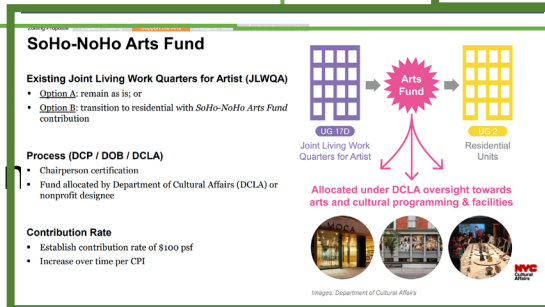 Zoning Proposal
SoHo-NoHo Arts Fund
Existing Joint Living Work Quarters for Artist (JLWQA)
▪ Option A: remain as is; or
▪ Option B: transition to residential with SoHo-NoHo Arts Fund
contribution
Process (DCP / DOB / DCLA)
▪ Chairperson certification
▪ Fund allocated by Department of Cultural Affairs (DCLA) or
nonprofit designee
Contribution Rate
▪ Establish contribution rate of $100 psf
▪ Increase over time per CPI
Arts
Fund
UG 17D
Joint Living Work
Quarters for Artist
UG 2
Residential
Units
Allocated under DCLA oversight towards
arts and cultural programming & facilities
NYC
Cultural
Affairs
Images: Department of Cultural Affairs